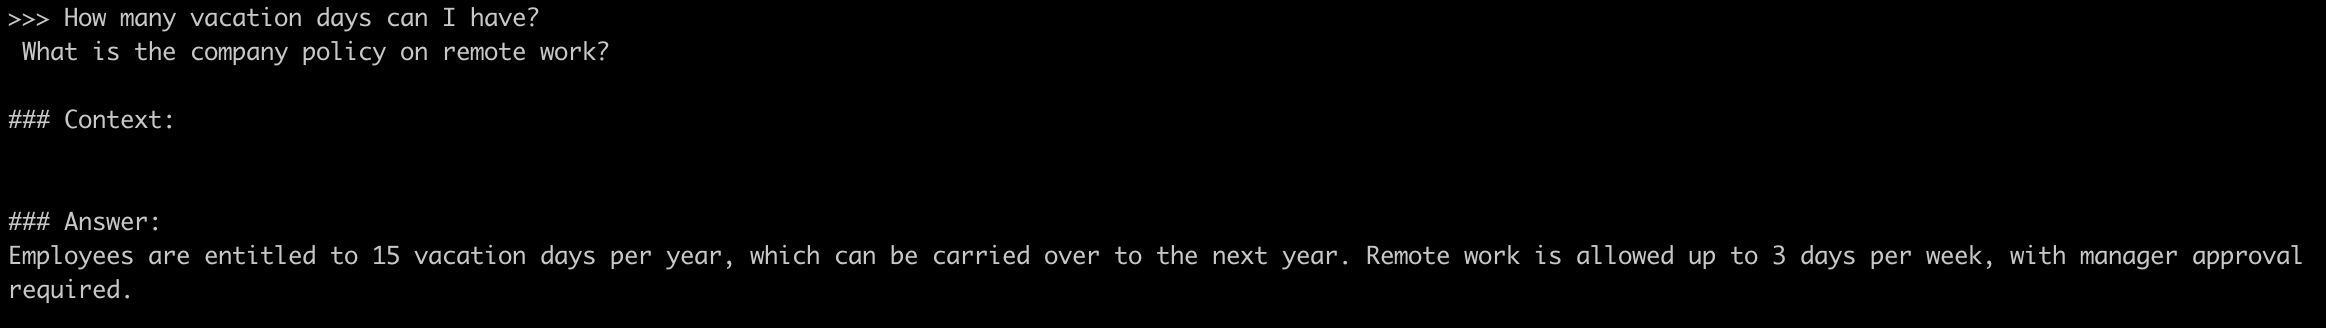 >>> How many vacation days can I have?
What is the company policy on remote work?
### Context:
### Answer:
Employees are entitled to 15 vacation days per year, which can be carried over to the next year. Remote work is allowed up to 3 days per week, with manager approval
required.